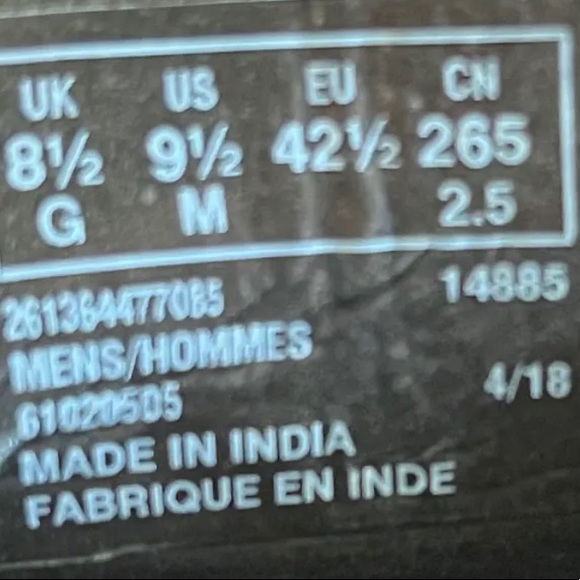 UK US EU CN
8½ 9½ 42½ 265
G M 2.5
261364477085 14885
MENS/HOMMES
61020505 4/18
MADE IN INDIA
FABRIQUE EN INDE